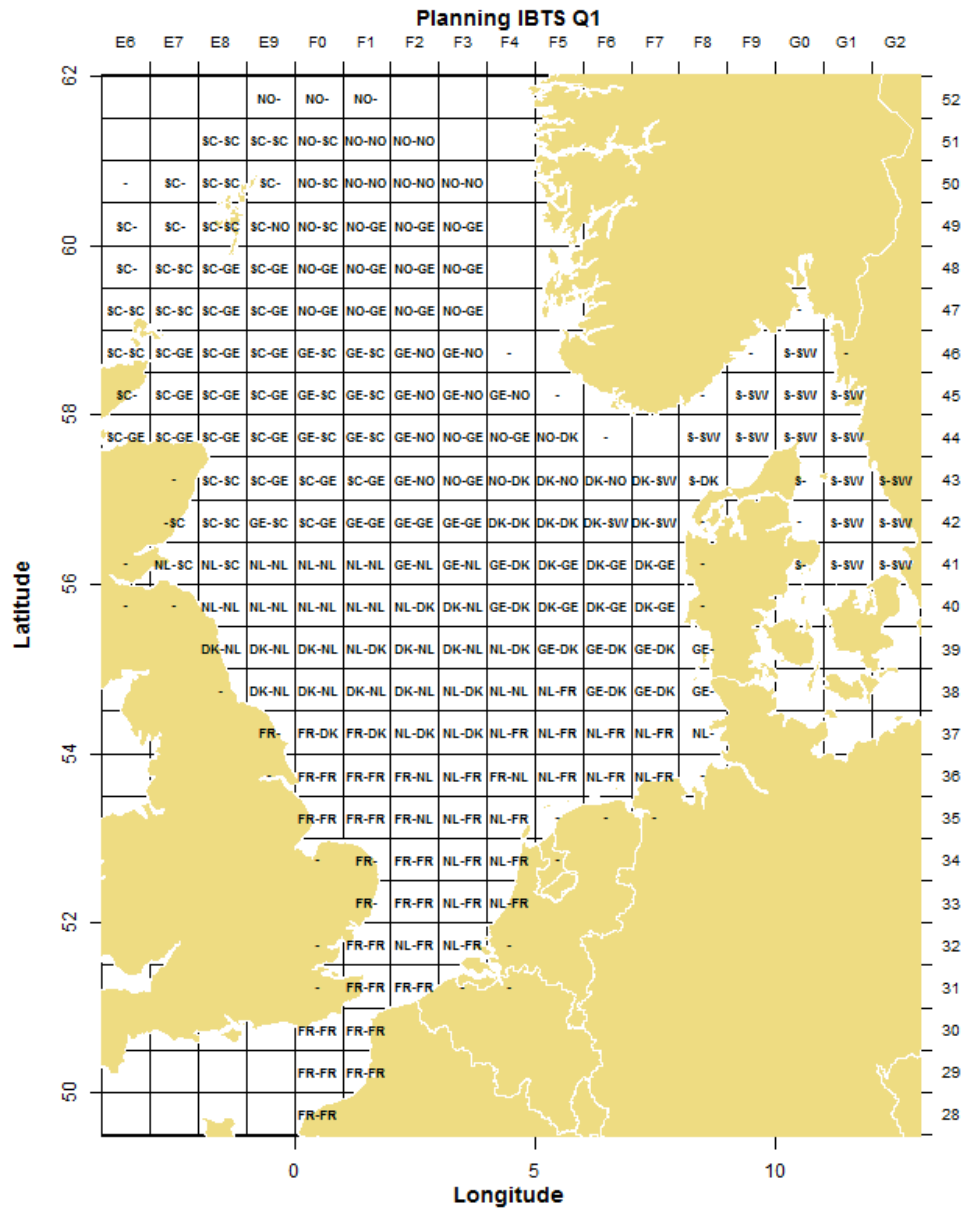 Planning IBTS Q1
E6 E7 E8 E9 F0 F1 F2 F3 F4 F5 F6 F7 F8 F9 G0 G1 G2
62
NO- NO- NO- 52
$C-$C $C-$C NO-$C NO-NO NO-NO 51
- $C- $C-$C $C- NO-$C NO-NO NO-NO NO-NO 50
$C- $C- $C-$C $C-NO NO-$C NO-GE NO-GE NO-GE 49
60
$C- $C-$C $C-GE $C-GE NO-GE NO-GE NO-GE NO-GE 48
$C-$C $C-$C $C-GE $C-GE NO-GE NO-GE NO-GE NO-GE - 47
$C-$C $C-GE $C-GE $C-GE GE-$C GE-$C GE-NO GE-NO - - $-$W - 46
$C- $C-GE $C-GE $C-GE GE-$C GE-$C GE-NO GE-NO GE-NO - - $-$W $-$W $-$W 45
58
$C-GE $C-GE $C-GE $C-GE GE-$C GE-$C GE-NO NO-GE NO-GE NO-DK - $-$W $-$W $-$W $-$W 44
- $C-$C $C-GE $C-GE $C-GE GE-NO NO-GE NO-DK DK-NO DK-NO DK-$W $-DK $- $-$W $-$W 43
-$C $C-$C GE-$C $C-GE GE-GE GE-GE GE-GE DK-DK DK-DK DK-$W DK-$W - - $-$W $-$W 42
- NL-$C NL-$C NL-NL NL-NL NL-NL GE-NL GE-NL GE-DK DK-GE DK-GE DK-GE - $- $-$W $-$W 41
56
- - NL-NL NL-NL NL-NL NL-NL NL-DK DK-NL GE-DK DK-GE DK-GE DK-GE - 40
DK-NL DK-NL DK-NL NL-DK DK-NL DK-NL NL-DK GE-DK GE-DK GE-DK GE- 39
- DK-NL DK-NL DK-NL DK-NL NL-DK NL-NL NL-FR GE-DK GE-DK GE- 38
FR- FR-DK FR-DK NL-DK NL-DK NL-FR NL-FR NL-FR NL-FR NL- 37
54
- FR-FR FR-FR FR-NL NL-FR FR-NL NL-FR NL-FR NL-FR - 36
FR-FR FR-FR FR-NL NL-FR NL-FR - - - 35
- FR- FR-FR NL-FR NL-FR - 34
FR- FR-FR NL-FR NL-FR 33
52
- FR-FR NL-FR NL-FR - 32
- FR-FR FR-FR - - 31
FR-FR FR-FR 30
FR-FR FR-FR 29
50
FR-FR 28
0 5 10
Longitude
Latitude